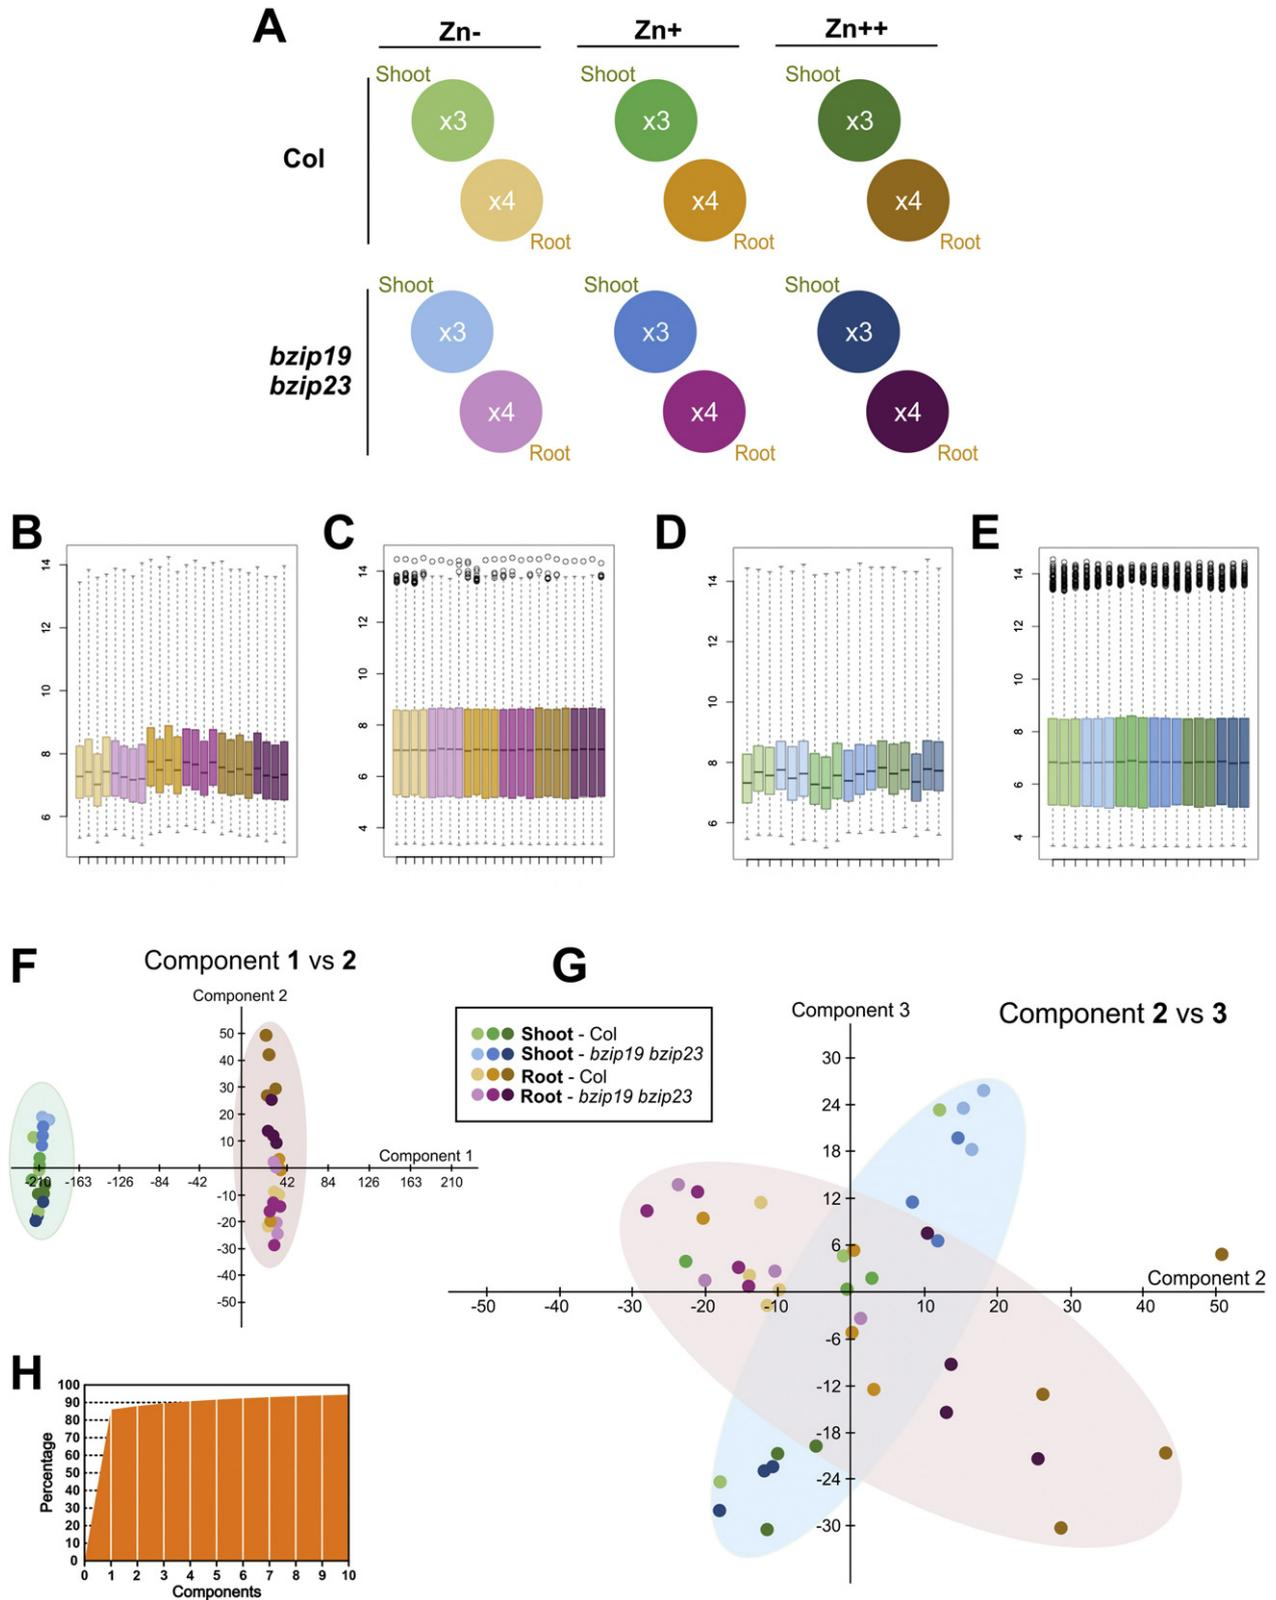 A
Zn-
Zn+
Zn++
Shoot
Shoot
Shoot
x3
x3
x3
Col
x4
x4
x4
Root
Root
Root
Shoot
Shoot
Shoot
x3
x3
x3
bzip19
bzip23
x4
x4
x4
Root
Root
Root
B
C
D
E
14
12
10
8
6
14
12
10
8
6
4
14
12
10
8
6
14
12
10
8
6
4
F
Component 1 vs 2
Component 2
50
40
30
20
10
-10
-20
-30
-40
-50
Component 1
-210
-163
-126
-84
-42
42
84
126
163
210
G
Shoot - Col
Shoot - bzip19 bzip23
Root - Col
Root - bzip19 bzip23
Component 3
Component 2 vs 3
30
24
18
12
6
-6
-12
-18
-24
-30
Component 2
-50
-40
-30
-20
-10
10
20
30
40
50
H
100
90
80
70
60
50
40
30
20
10
0
Percentage
0 1 2 3 4 5 6 7 8 9 10
Components